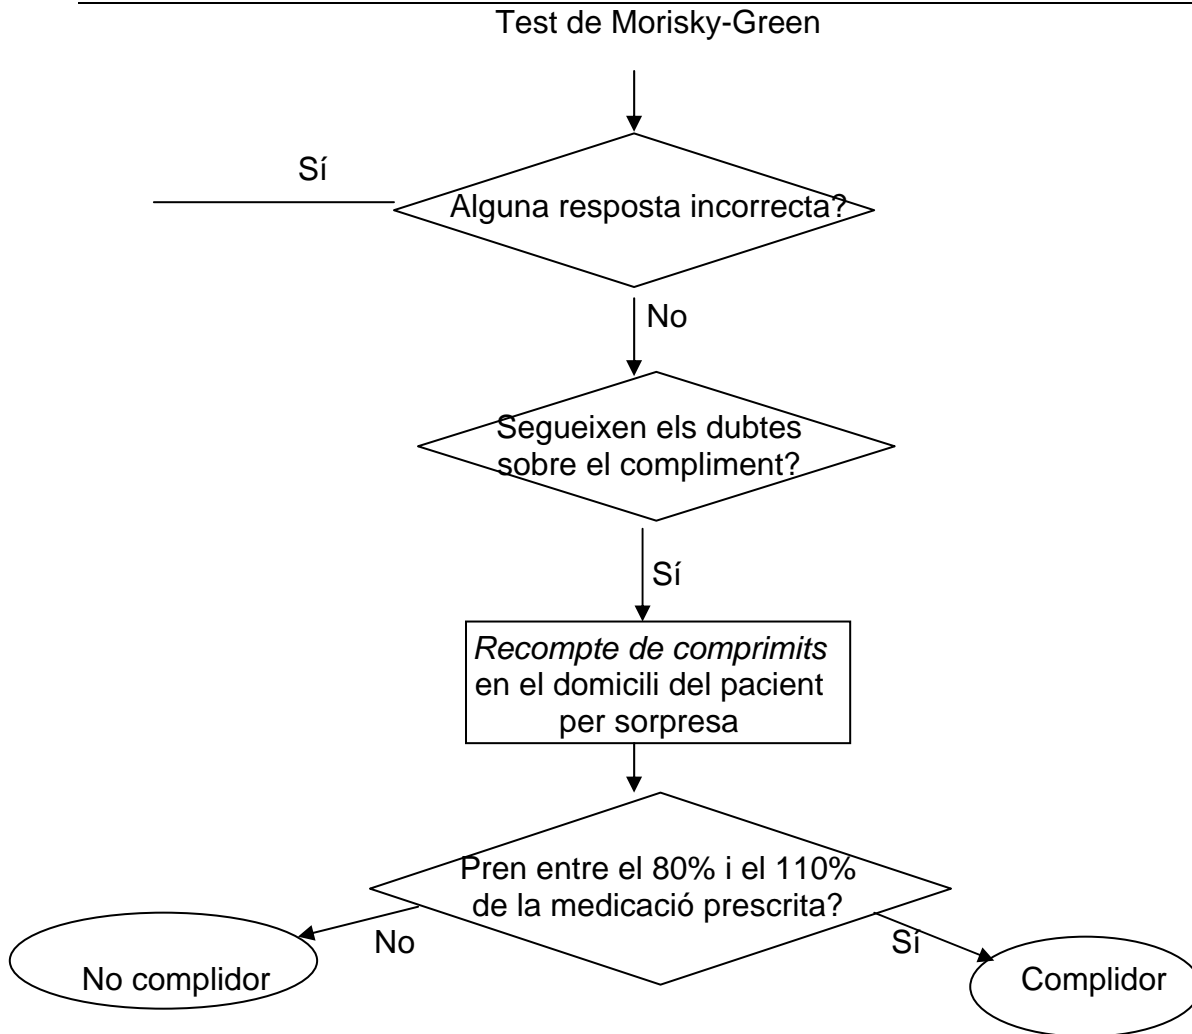 Test de Morisky-Green
Sí
Alguna resposta incorrecta?
No
Segueixen els dubtes
sobre el compliment?
Sí
Recompte de comprimits
en el domicili del pacient
per sorpresa
Pren entre el 80% i el 110%
de la medicació prescrita?
No
Sí
No complidor
Complidor